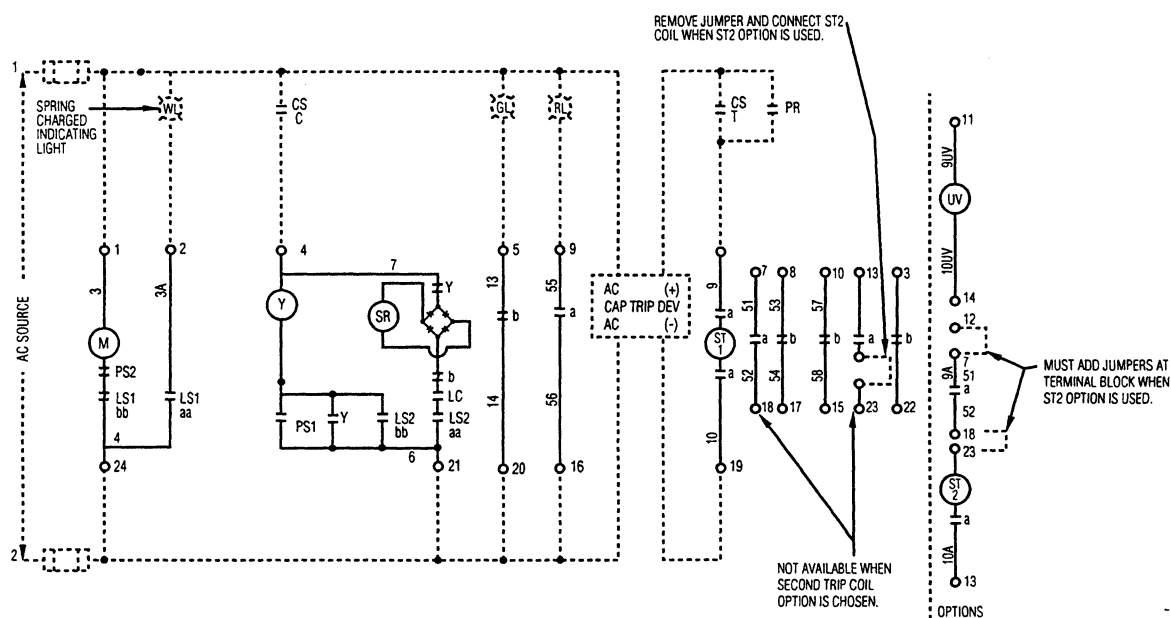 REMOVE JUMPER AND CONNECT ST2
COIL WHEN ST2 OPTION IS USED.
1
SPRING
CHARGED
INDICATING
LIGHT
WL
CS
C
GL
RL
CS
T
PR
11
9UV
UV
10UV
14
12
AC SOURCE
1
2
4
5
9
7
3
3A
Y
Y
SR
13
b
55
a
AC (+)
CAP TRIP DEV
AC (-)
9
a
ST
1
a
7
8
10
13
3
51
53
57
a
b
b
a
b
52
54
58
18
17
15
23
22
M
PS2
LS1
bb
LS1
aa
b
LC
LS2
aa
PS1
Y
LS2
bb
4
6
24
21
14
20
56
16
10
19
7
9A
51
a
52
18
23
ST
2
a
10A
13
MUST ADD JUMPERS AT
TERMINAL BLOCK WHEN
ST2 OPTION IS USED.
2
NOT AVAILABLE WHEN
SECOND TRIP COIL
OPTION IS CHOSEN.
OPTIONS